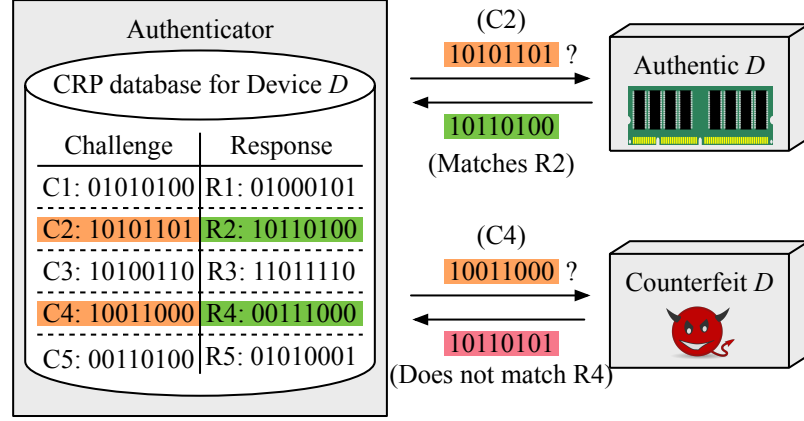 Authenticator
CRP database for Device D
Challenge Response
C1: 01010100 R1: 01000101
C2: 10101101 R2: 10110100
C3: 10100110 R3: 11011110
C4: 10011000 R4: 00111000
C5: 00110100 R5: 01010001
(C2)
10101101 ?
10110100
(Matches R2)
Authentic D
(C4)
10011000 ?
10110101
(Does not match R4)
Counterfeit D